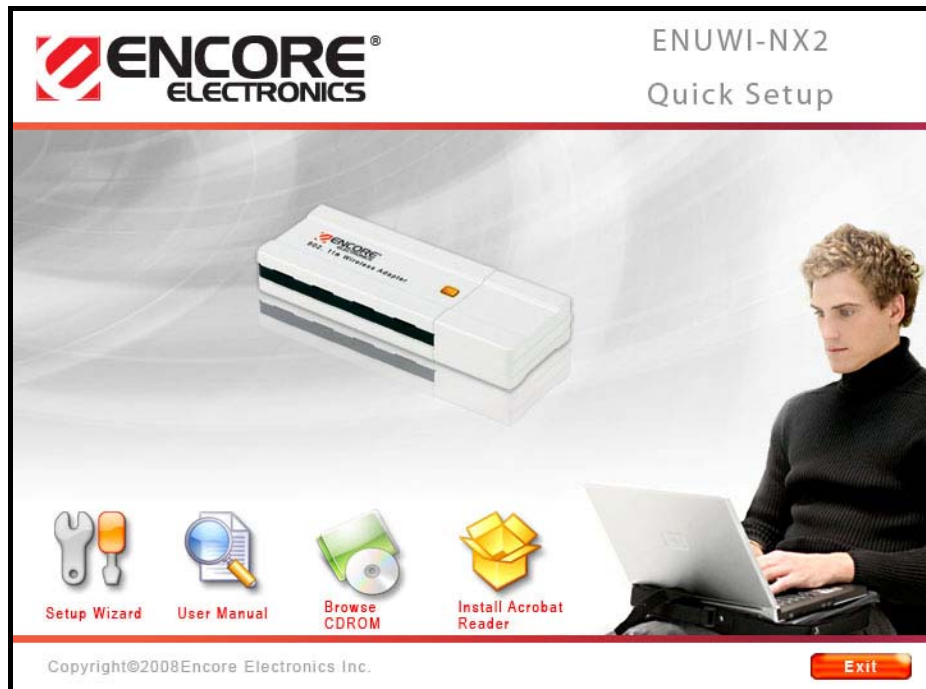 ENCORE®
ELECTRONICS
ENUWI-NX2
Quick Setup
ENCORE
ELECTRONICS
802.11n Wireless Adapter
Setup Wizard
User Manual
Browse
CDROM
Install Acrobat
Reader
Copyright©2008Encore Electronics Inc.
Exit